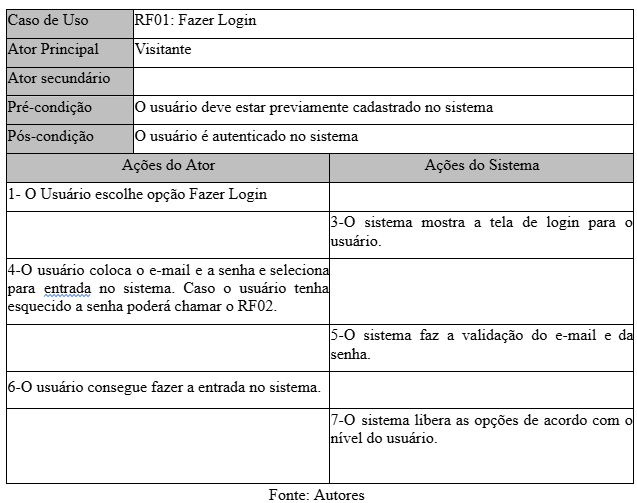 Caso de Uso RF01: Fazer Login
Ator Principal Visitante
Ator secundário
Pré-condição O usuário deve estar previamente cadastrado no sistema
Pós-condição O usuário é autenticado no sistema
Ações do Ator Ações do Sistema
1- O Usuário escolhe opção Fazer Login
3-O sistema mostra a tela de login para o
usuário.
4-O usuário coloca o e-mail e a senha e seleciona
para entrada no sistema. Caso o usuário tenha
esquecido a senha poderá chamar o RF02.
5-O sistema faz a validação do e-mail e da
senha.
6-O usuário consegue fazer a entrada no sistema.
7-O sistema libera as opções de acordo com o
nível do usuário.
Fonte: Autores